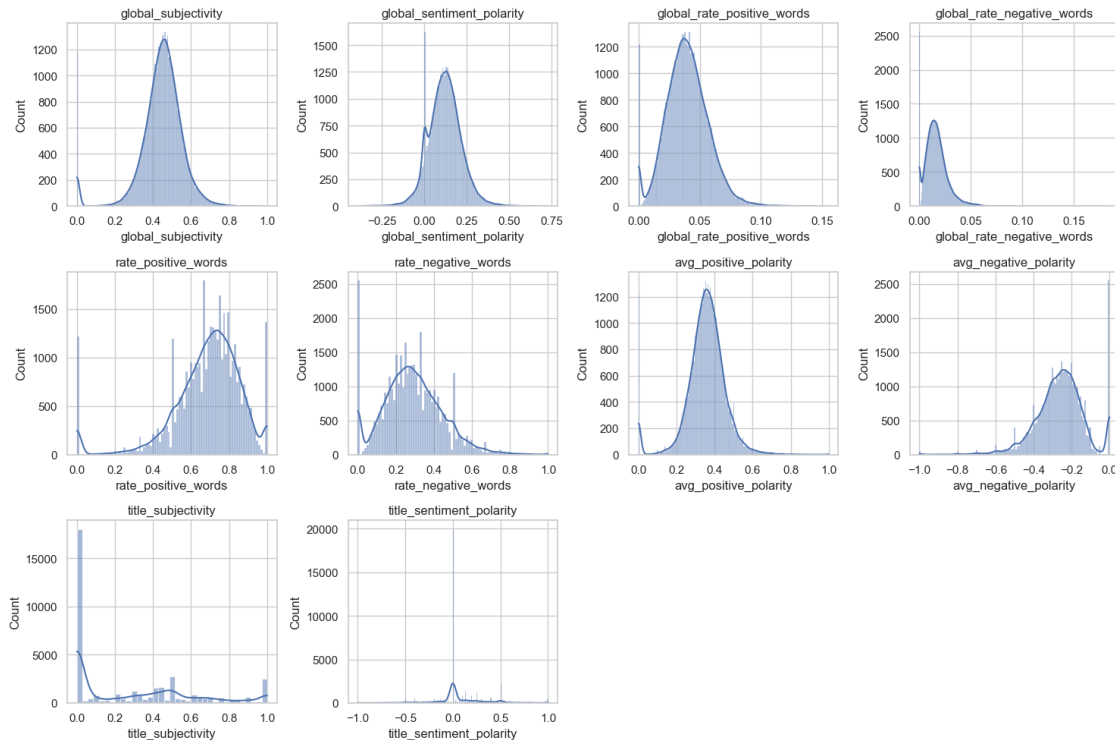 global_subjectivity
Count
1200
1000
800
600
400
200
0
0.0 0.2 0.4 0.6 0.8 1.0
global_subjectivity
global_sentiment_polarity
Count
1500
1250
1000
750
500
250
0
-0.25 0.00 0.25 0.50 0.75
global_sentiment_polarity
global_rate_positive_words
Count
1200
1000
800
600
400
200
0
0.00 0.05 0.10 0.15
global_rate_positive_words
global_rate_negative_words
Count
2500
2000
1500
1000
500
0
0.00 0.05 0.10 0.15
global_rate_negative_words
rate_positive_words
Count
1500
1000
500
0
0.0 0.2 0.4 0.6 0.8 1.0
rate_positive_words
rate_negative_words
Count
2500
2000
1500
1000
500
0
0.0 0.2 0.4 0.6 0.8 1.0
rate_negative_words
avg_positive_polarity
Count
1200
1000
800
600
400
200
0
0.0 0.2 0.4 0.6 0.8 1.0
avg_positive_polarity
avg_negative_polarity
Count
2500
2000
1500
1000
500
0
-1.0 -0.8 -0.6 -0.4 -0.2 0.0
avg_negative_polarity
title_subjectivity
Count
15000
10000
5000
0
0.0 0.2 0.4 0.6 0.8 1.0
title_subjectivity
title_sentiment_polarity
Count
20000
15000
10000
5000
0
-1.0 -0.5 0.0 0.5 1.0
title_sentiment_polarity